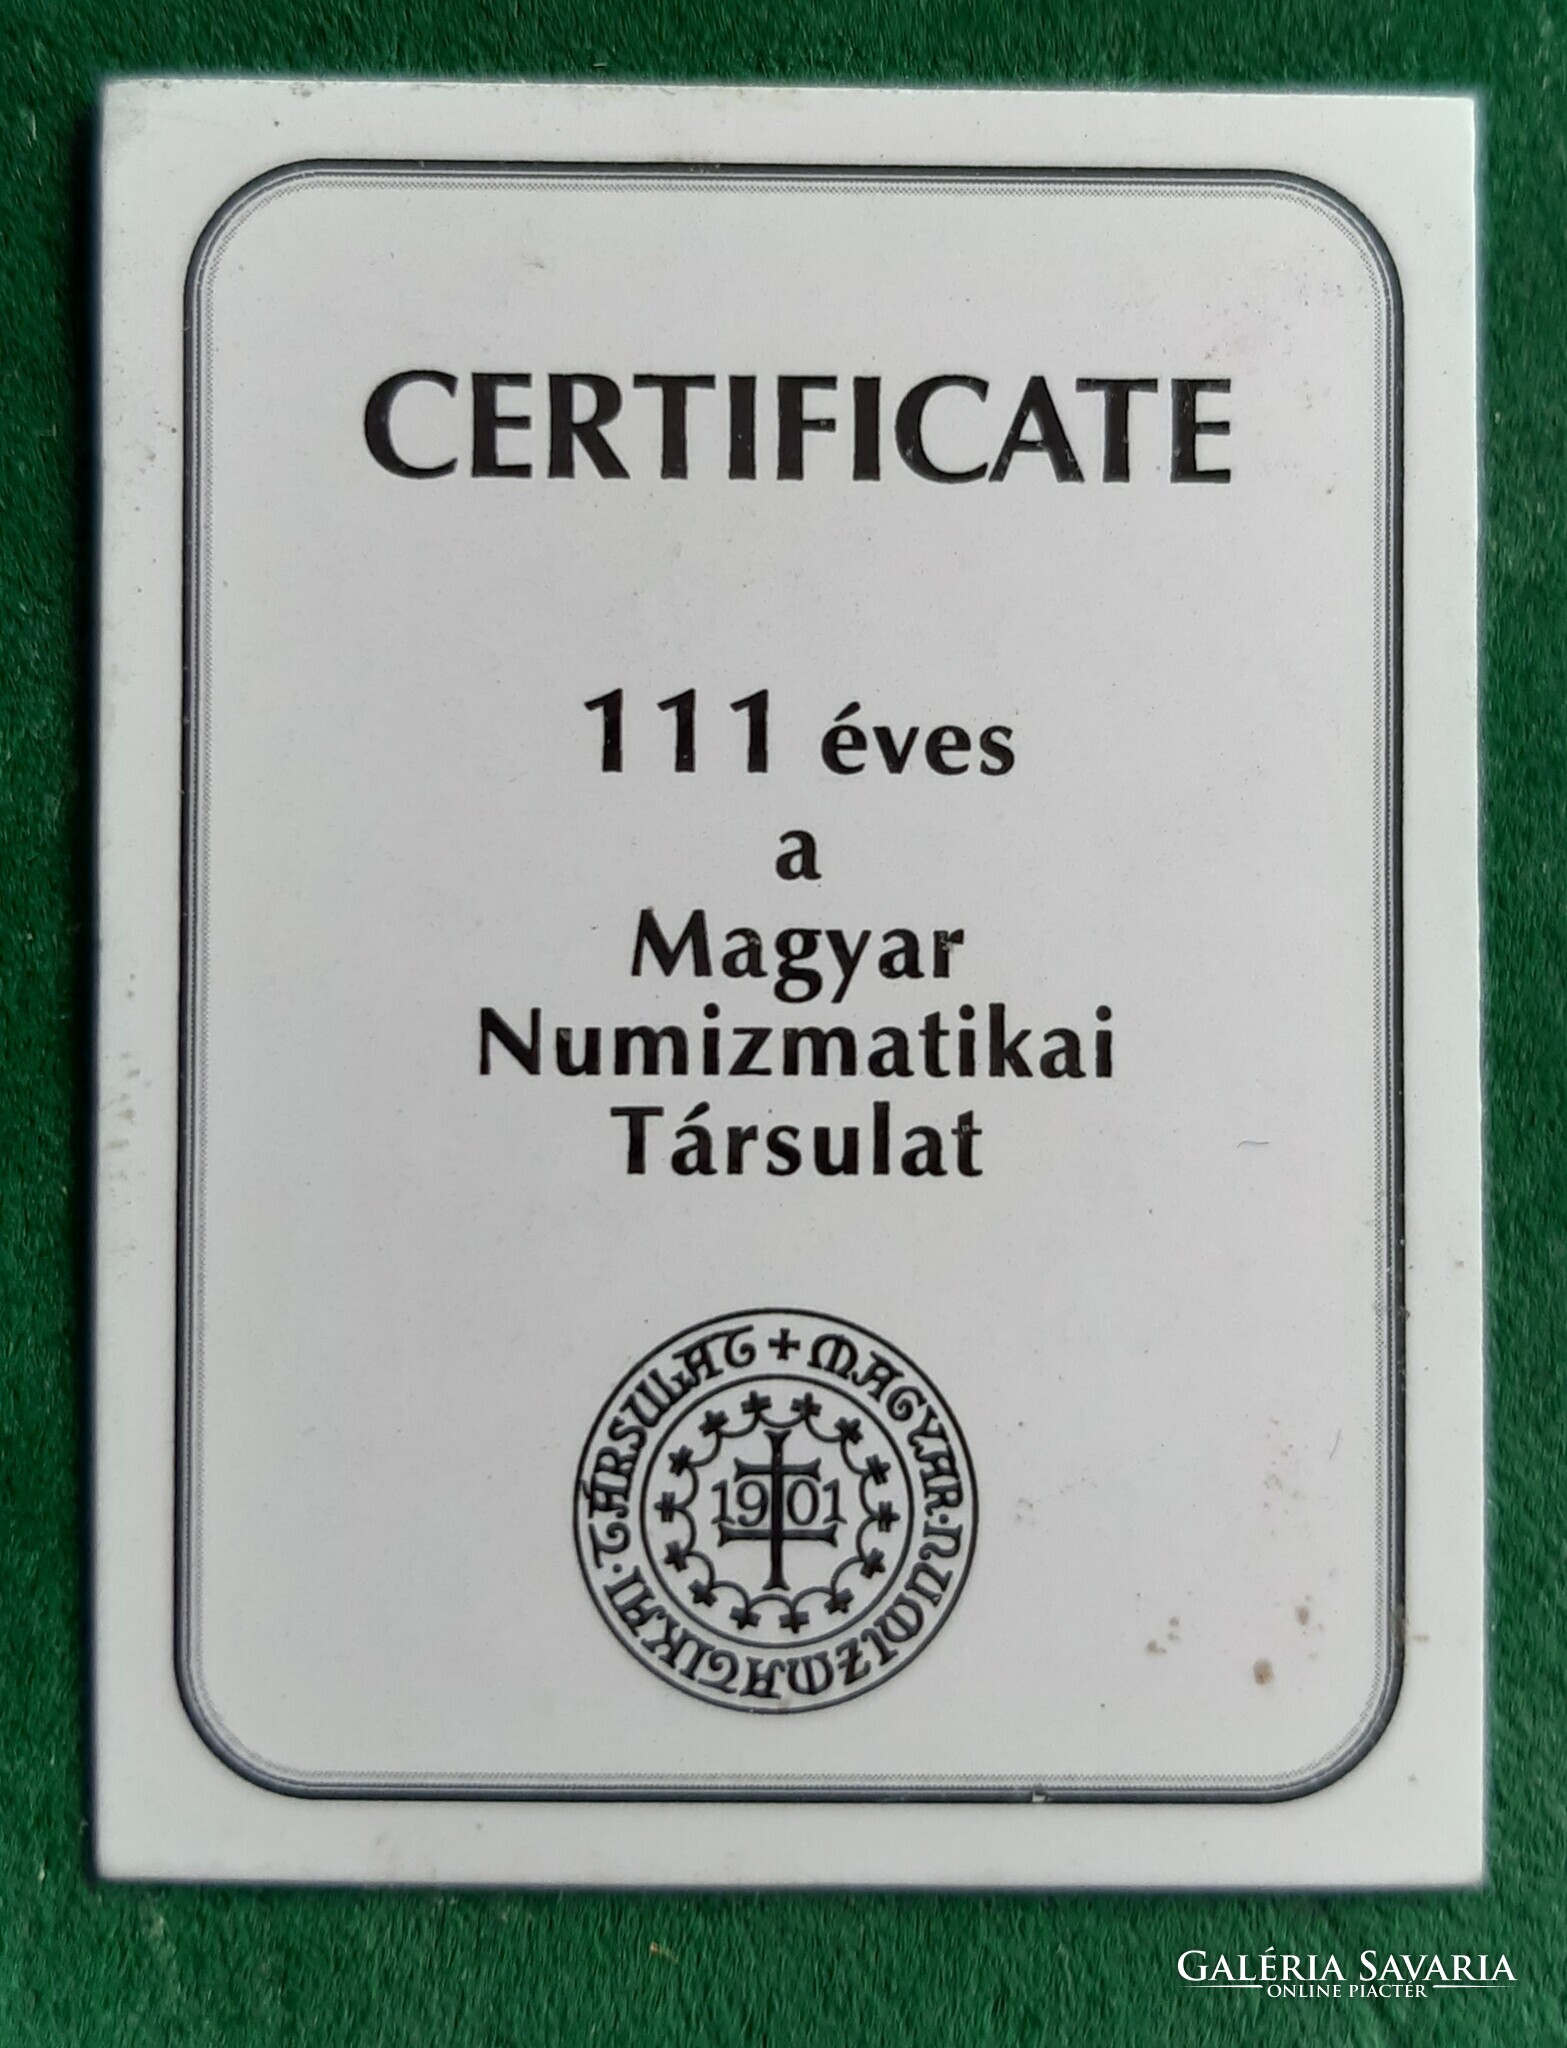 CERTIFICATE
111 éves
a
Magyar
Numizmatikai
Társulat
+ MAGYAR · NUMIZMATIKAI · TÁRSULAT
1901
GALÉRIA SAVARIA
ONLINE PIACTÉR